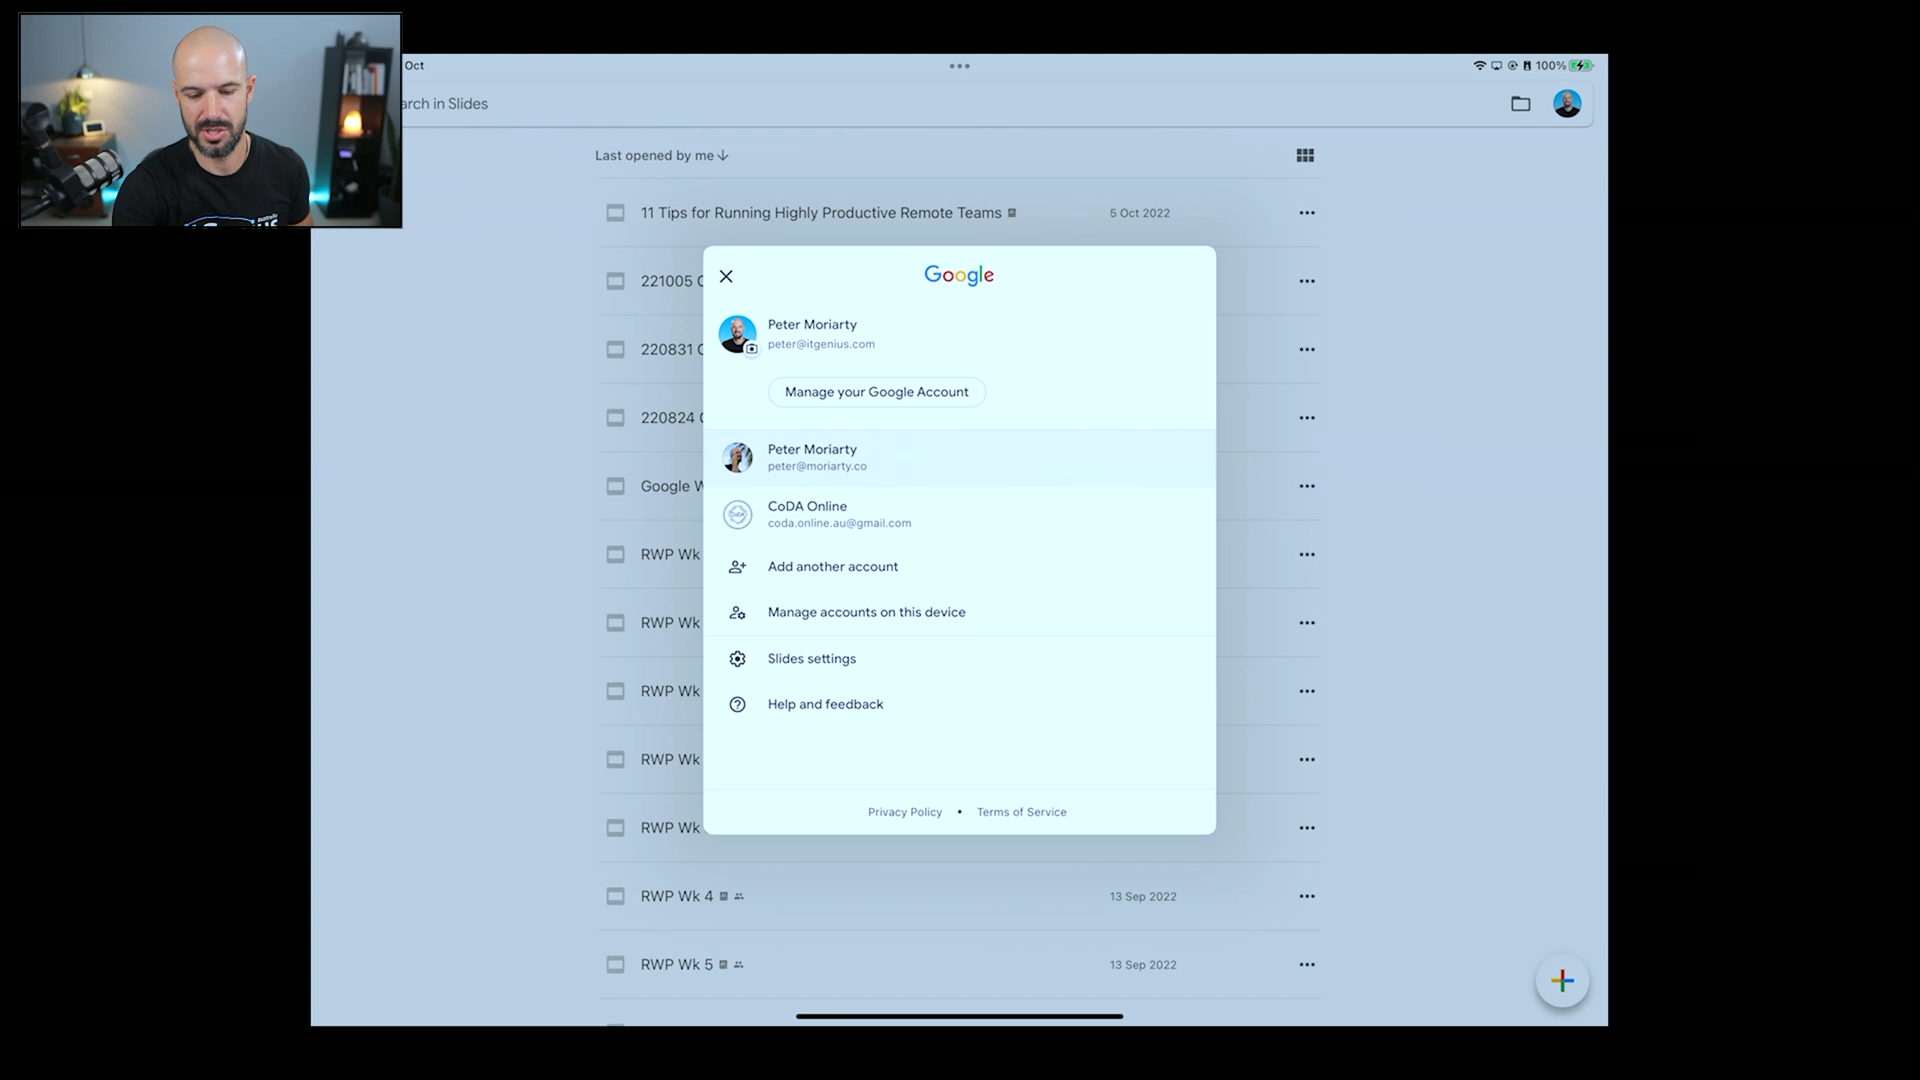 Oct
100%
arch in Slides
Last opened by me
11 Tips for Running Highly Productive Remote Teams
5 Oct 2022
221005
220831
220824
Google
RWP Wk
RWP Wk
RWP Wk
RWP Wk
RWP Wk
RWP Wk 4
13 Sep 2022
RWP Wk 5
13 Sep 2022
Google
Peter Moriarty
peter@itgenius.com
Manage your Google Account
Peter Moriarty
peter@moriarty.co
CoDA Online
coda.online.au@gmail.com
Add another account
Manage accounts on this device
Slides settings
Help and feedback
Privacy Policy • Terms of Service